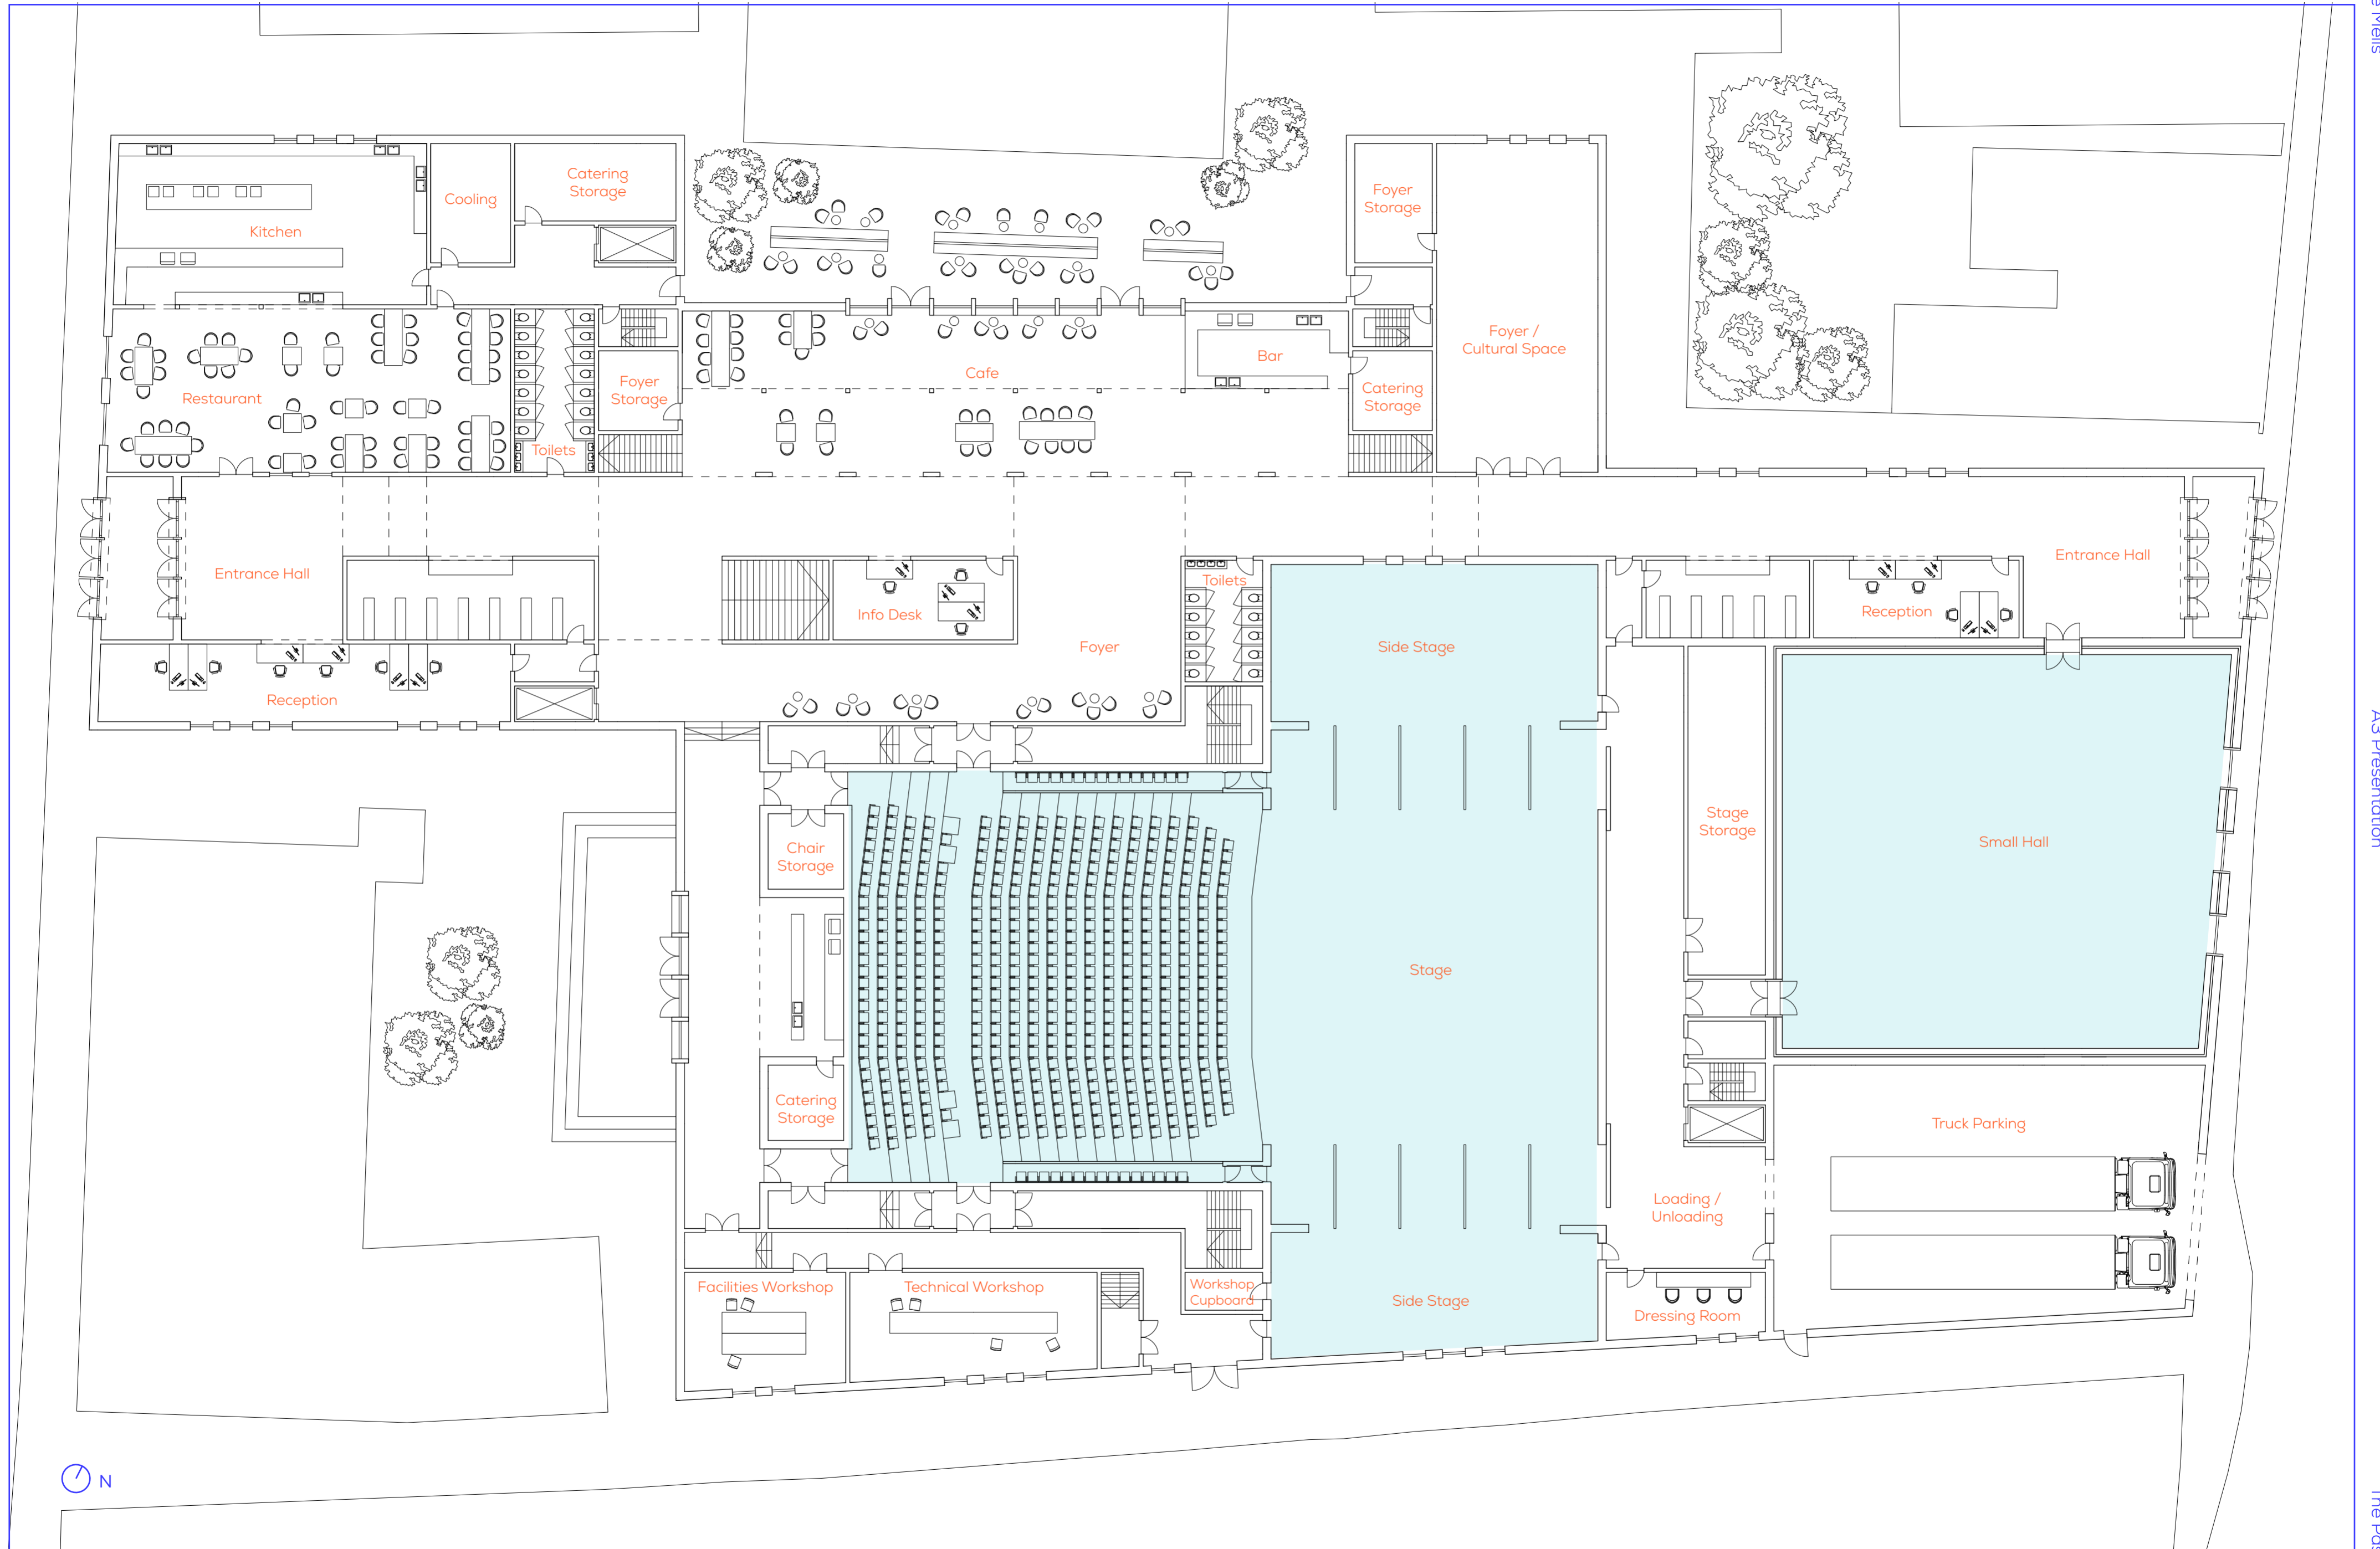 Catering
Storage
Cooling
Kitchen
Foyer
Storage
Foyer /
Cultural Space
Restaurant
Toilets
Foyer
Storage
Cafe
Bar
Catering
Storage
Entrance Hall
Reception
Info Desk
Foyer
Toilets
Side Stage
Reception
Entrance Hall
Chair
Storage
Stage
Stage
Storage
Small Hall
Catering
Storage
Truck Parking
Loading /
Unloading
Facilities Workshop
Technical Workshop
Workshop
Cupboard
Side Stage
Dressing Room
N
A3 Presentation